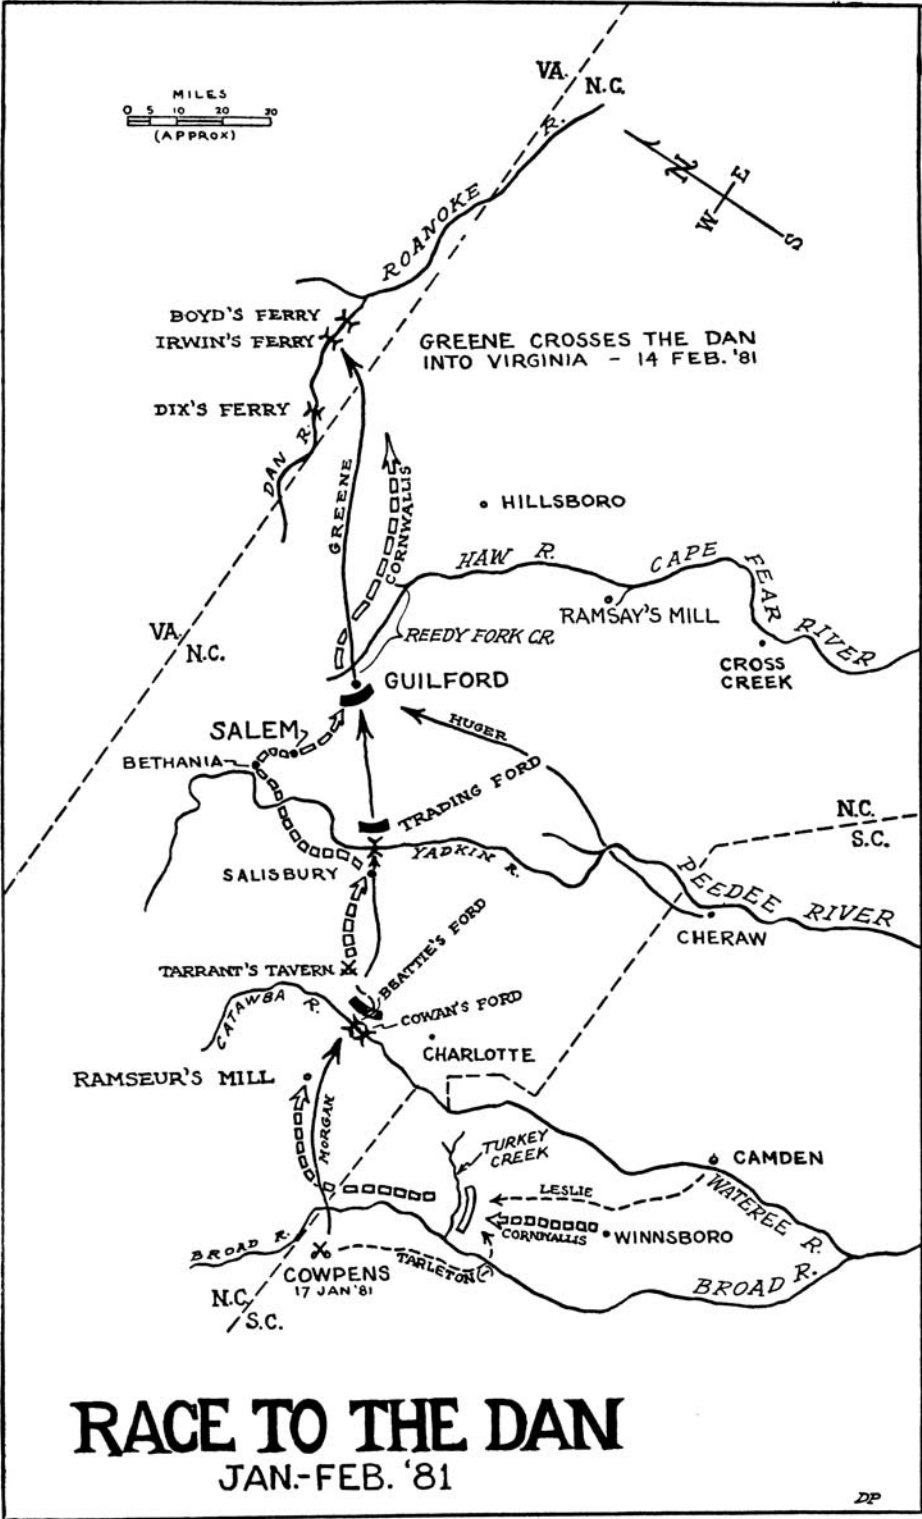 VA.
N.C.
MILES
0 5 10 20 30
(APPROX)
N
E
W
S
ROANOKE R.
BOYD'S FERRY
IRWIN'S FERRY
GREENE CROSSES THE DAN
INTO VIRGINIA - 14 FEB. '81
DIX'S FERRY
DAN R.
GREENE
CORNWALLIS
HILLSBORO
HAW R.
CAPE FEAR RIVER
RAMSAY'S MILL
REEDY FORK CR.
VA.
N.C.
CROSS
CREEK
GUILFORD
HUGER
SALEM
BETHANIA
TRADING FORD
N.C.
S.C.
YADKIN R.
SALISBURY
PEEDEE RIVER
CHERAW
BEATTIE'S FORD
TARRANT'S TAVERN
CATAWBA R.
COWAN'S FORD
CHARLOTTE
RAMSEUR'S MILL
MORGAN
TURKEY
CREEK
CAMDEN
LESLIE
WATEREE R.
CORNWALLIS
WINNSBORO
BROAD R.
TARLETON (-)
COWPENS
17 JAN '81
BROAD R.
N.C.
S.C.
RACE TO THE DAN
JAN.-FEB. '81
DP